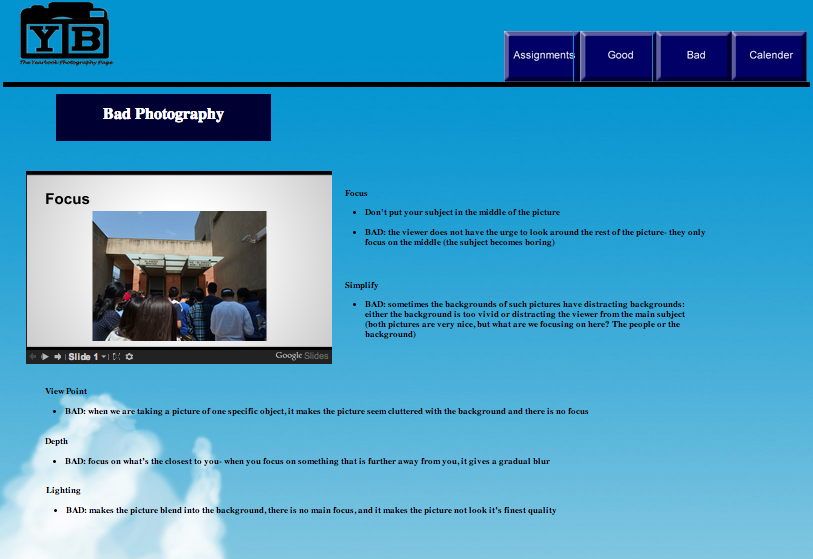 YB
The Yearbook Photography Page
Assignments
Good
Bad
Calender
Bad Photography
Focus
Slide 1
Google Slides
Focus
Don't put your subject in the middle of the picture
BAD: the viewer does not have the urge to look around the rest of the picture- they only
focus on the middle (the subject becomes boring)
Simplify
BAD: sometimes the backgrounds of such pictures have distracting backgrounds:
either the background is too vivid or distracting the viewer from the main subject
(both pictures are very nice, but what are we focusing on here? The people or the
background)
View Point
BAD: when we are taking a picture of one specific object, it makes the picture seem cluttered with the background and there is no focus
Depth
BAD: focus on what's the closest to you- when you focus on something that is further away from you, it gives a gradual blur
Lighting
BAD: makes the picture blend into the background, there is no main focus, and it makes the picture not look it's finest quality